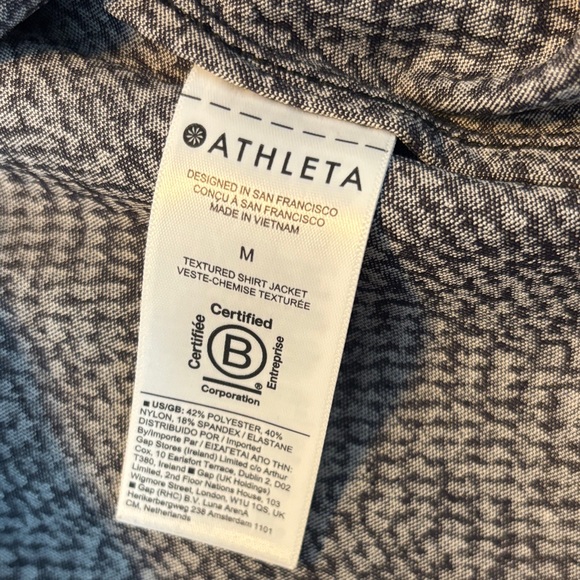 ATHLETA
DESIGNED IN SAN FRANCISCO
CONÇU À SAN FRANCISCO
MADE IN VIETNAM
M
TEXTURED SHIRT JACKET
VESTE-CHEMISE TEXTURÉE
Certified
Certifiée
B
®
Entreprise
Corporation
■ US/GB: 42% POLYESTER, 40%
NYLON, 18% SPANDEX / ELASTANE
DISTRIBUIDO POR / Imported
By/Importe Par / ΕΙΣΑΓΕΤΑΙ ΑΠΟ ΤΗΝ:
Gap Stores (Ireland) Limited c/o Arthur
Cox, 10 Earlsfort Terrace, Dublin 2, D02
T380, Ireland ■ Gap (UK Holdings)
Limited, 2nd Floor Nations House, 103
Wigmore Street, London, W1U 1QS, UK
■ Gap (RHC) B.V. Luna ArenA
Herikerbergweg 238 Amsterdam 1101
CM, Netherlands